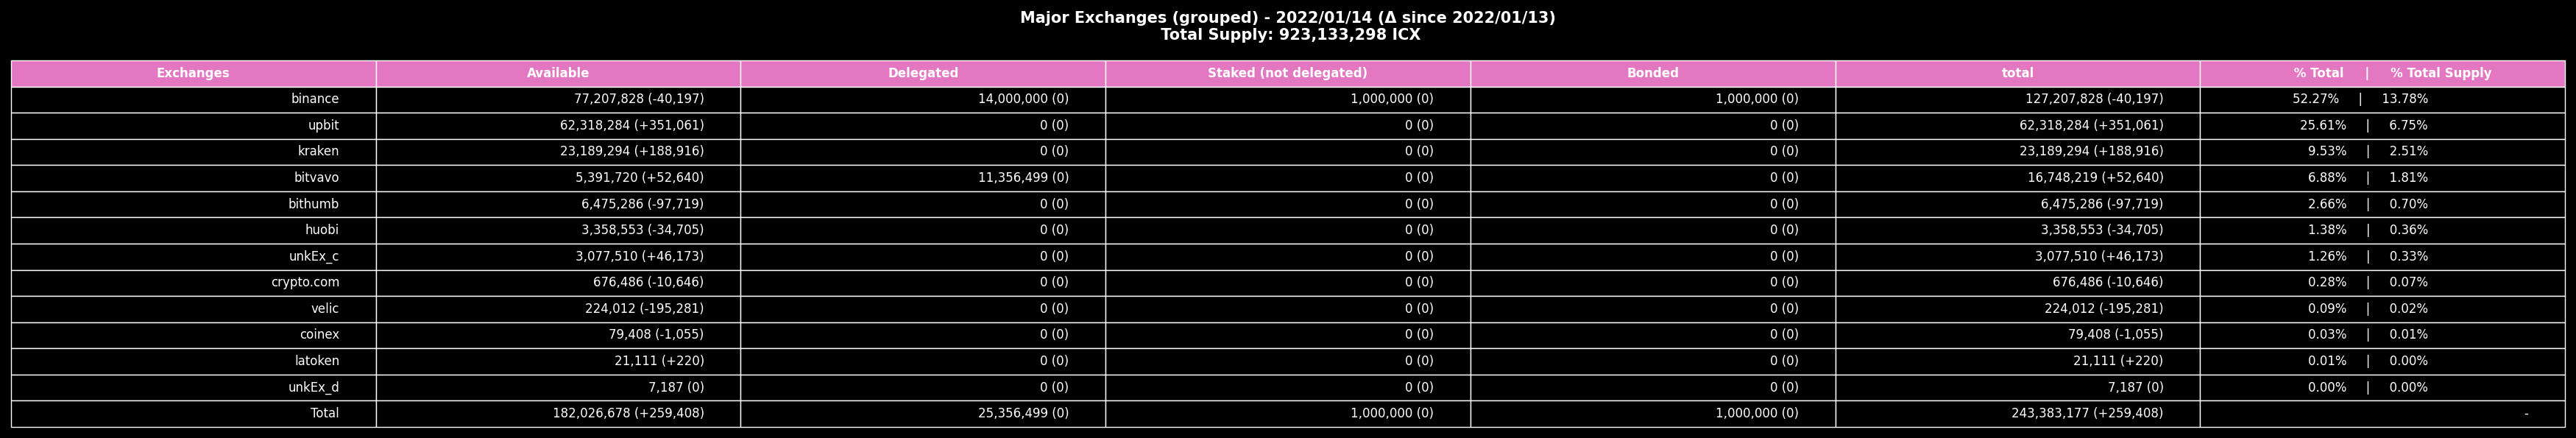 Major Exchanges (grouped) - 2022/01/14 (Δ since 2022/01/13)
Total Supply: 923,133,298 ICX
Exchanges Available Delegated Staked (not delegated) Bonded total % Total | % Total Supply
binance 77,207,828 (-40,197) 14,000,000 (0) 1,000,000 (0) 1,000,000 (0) 127,207,828 (-40,197) 52.27% | 13.78%
upbit 62,318,284 (+351,061) 0 (0) 0 (0) 0 (0) 62,318,284 (+351,061) 25.61% | 6.75%
kraken 23,189,294 (+188,916) 0 (0) 0 (0) 0 (0) 23,189,294 (+188,916) 9.53% | 2.51%
bitvavo 5,391,720 (+52,640) 11,356,499 (0) 0 (0) 0 (0) 16,748,219 (+52,640) 6.88% | 1.81%
bithumb 6,475,286 (-97,719) 0 (0) 0 (0) 0 (0) 6,475,286 (-97,719) 2.66% | 0.70%
huobi 3,358,553 (-34,705) 0 (0) 0 (0) 0 (0) 3,358,553 (-34,705) 1.38% | 0.36%
unkEx_c 3,077,510 (+46,173) 0 (0) 0 (0) 0 (0) 3,077,510 (+46,173) 1.26% | 0.33%
crypto.com 676,486 (-10,646) 0 (0) 0 (0) 0 (0) 676,486 (-10,646) 0.28% | 0.07%
velic 224,012 (-195,281) 0 (0) 0 (0) 0 (0) 224,012 (-195,281) 0.09% | 0.02%
coinex 79,408 (-1,055) 0 (0) 0 (0) 0 (0) 79,408 (-1,055) 0.03% | 0.01%
latoken 21,111 (+220) 0 (0) 0 (0) 0 (0) 21,111 (+220) 0.01% | 0.00%
unkEx_d 7,187 (0) 0 (0) 0 (0) 0 (0) 7,187 (0) 0.00% | 0.00%
Total 182,026,678 (+259,408) 25,356,499 (0) 1,000,000 (0) 1,000,000 (0) 243,383,177 (+259,408) -